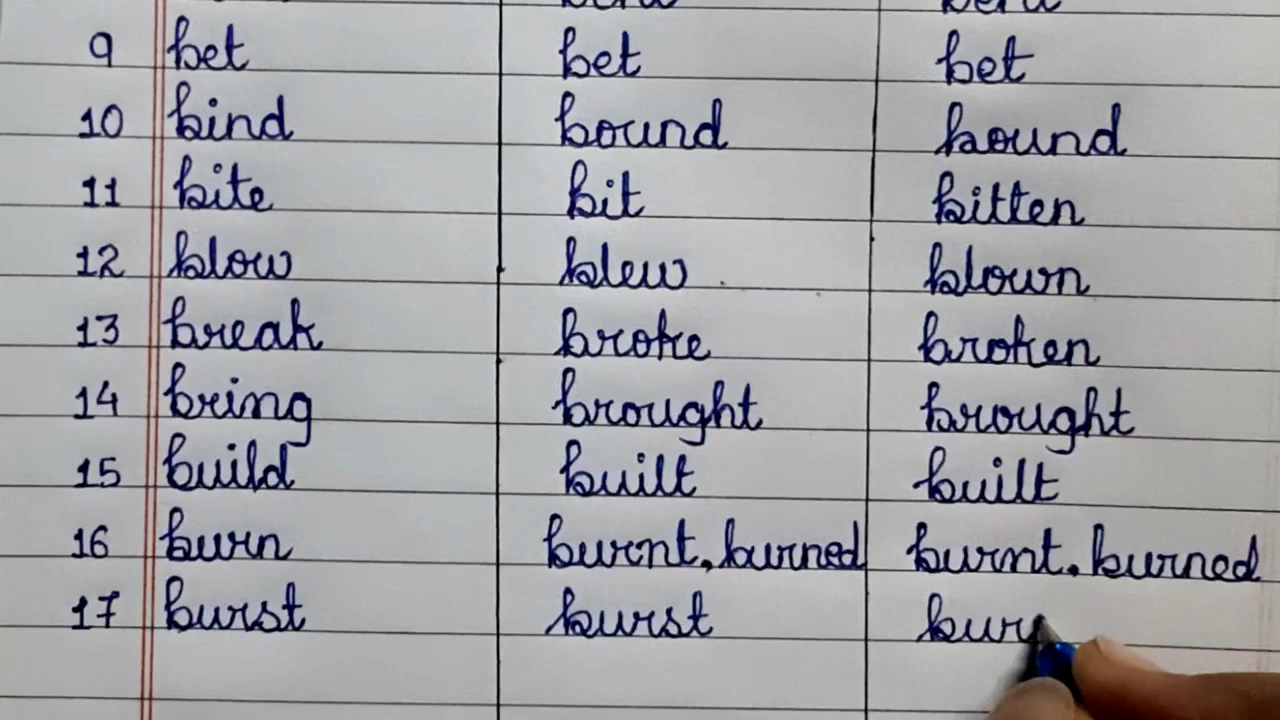 9 bet bet bet
10 bind bound bound
11 bite bit bitten
12 blow blew blown
13 break broke broken
14 bring brought brought
15 build built built
16 burn burnt, burned burnt, burned
17 burst burst bur